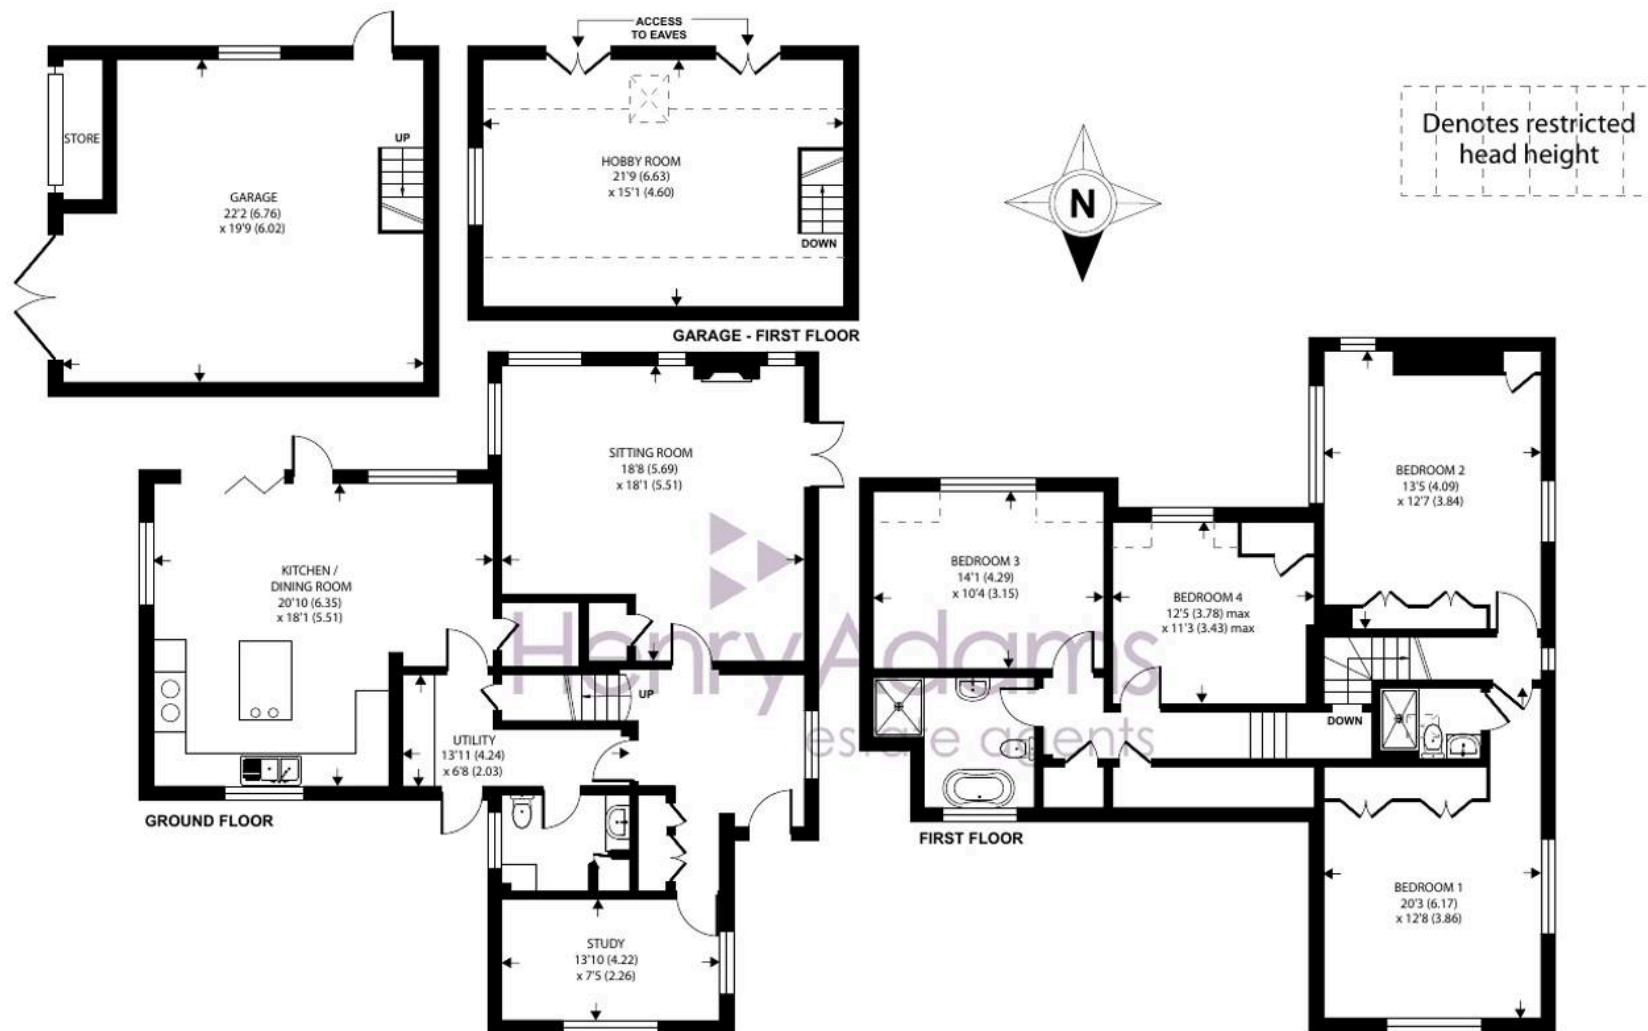 ACCESS
TO EAVES
STORE
GARAGE
22'2 (6.76)
x 19'9 (6.02)
UP
HOBBY ROOM
21'9 (6.63)
x 15'1 (4.60)
DOWN
GARAGE - FIRST FLOOR
N
Denotes restricted
head height
SITTING ROOM
18'8 (5.69)
x 18'1 (5.51)
KITCHEN /
DINING ROOM
20'10 (6.35)
x 18'1 (5.51)
UP
UTILITY
13'11 (4.24)
x 6'8 (2.03)
GROUND FLOOR
STUDY
13'10 (4.22)
x 7'5 (2.26)
BEDROOM 2
13'5 (4.09)
x 12'7 (3.84)
BEDROOM 3
14'1 (4.29)
x 10'4 (3.15)
BEDROOM 4
12'5 (3.78) max
x 11'3 (3.43) max
DOWN
FIRST FLOOR
BEDROOM 1
20'3 (6.17)
x 12'8 (3.86)
HenryAdams
estate agents